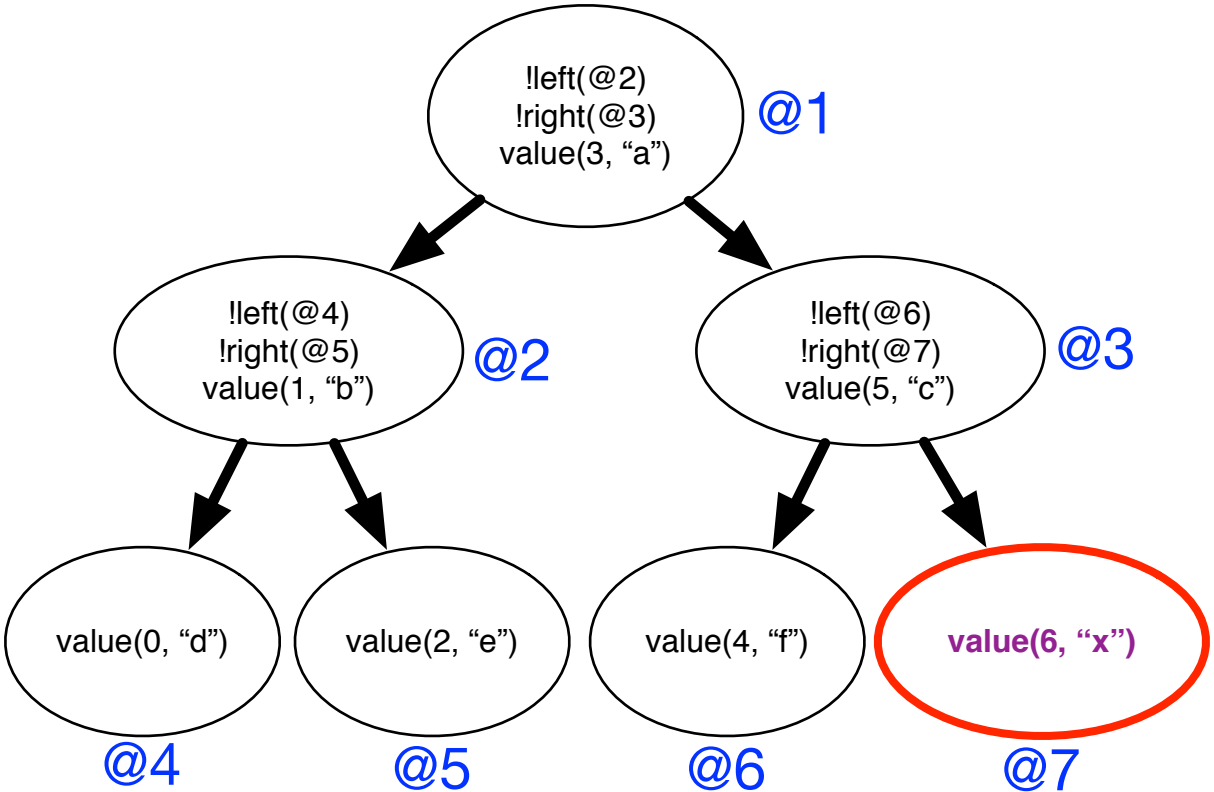 !left(@2)
!right(@3)
value(3, “a”)
@1
!left(@4)
!right(@5)
value(1, “b”)
@2
!left(@6)
!right(@7)
value(5, “c”)
@3
value(0, “d”)
value(2, “e”)
value(4, “f”)
value(6, “x”)
@4
@5
@6
@7